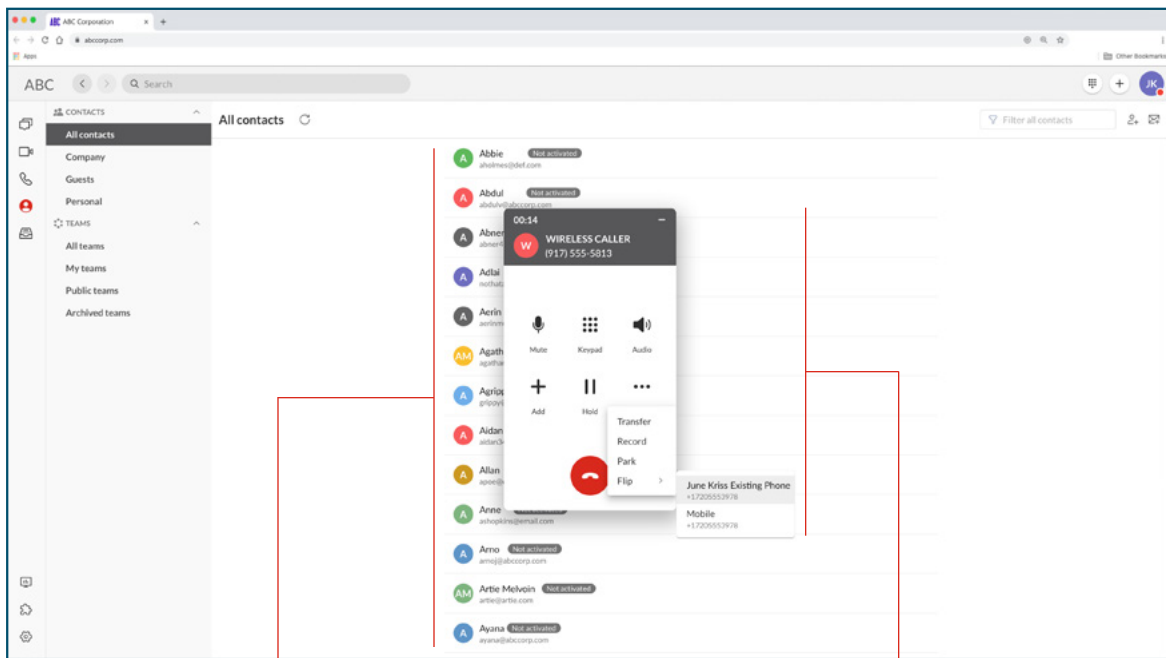 ABC Corporation
abccorp.com
Apps
Other Bookmarks
ABC
Search
JK
CONTACTS
All contacts
Company
Guests
Personal
TEAMS
All teams
My teams
Public teams
Archived teams
All contacts
Filter all contacts
A Abbie Not activated
aholmes@def.com
A Abdul Not activated
abdulv@abccorp.com
A Abner
A Adlai
A Aerin
AM Agath
A Agripp
A Aidan
A Allan
A Anne
ashopkins@email.com
A Arno Not activated
arnoj@abccorp.com
AM Artie Melvoin Not activated
artie@artie.com
A Ayana Not activated
ayana@abccorp.com
00:14
W WIRELESS CALLER
(917) 555-5813
Mute Keypad Audio
Add Hold
Transfer
Record
Park
Flip
June Kriss Existing Phone
+17205553978
Mobile
+17205553978